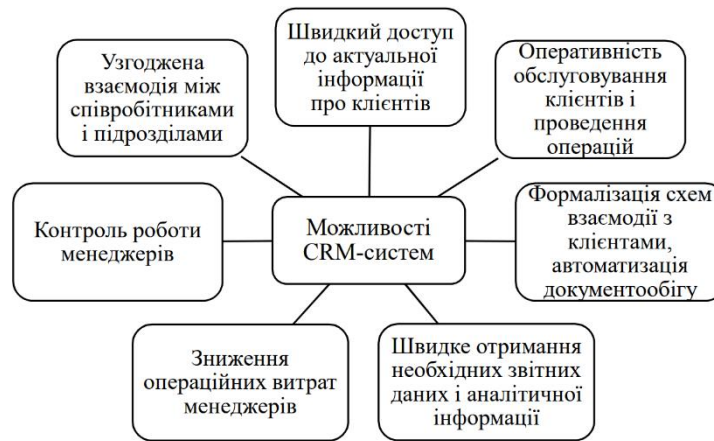 Швидкий доступ
до актуальної
інформації
про клієнтів
Узгоджена
взаємодія між
співробітниками
і підрозділами
Оперативність
обслуговування
клієнтів і
проведення
операцій
Контроль роботи
менеджерів
Можливості
CRM-систем
Формалізація схем
взаємодії з
клієнтами,
автоматизація
документообігу
Зниження
операційних витрат
менеджерів
Швидке отримання
необхідних звітних
даних і аналітичної
інформації